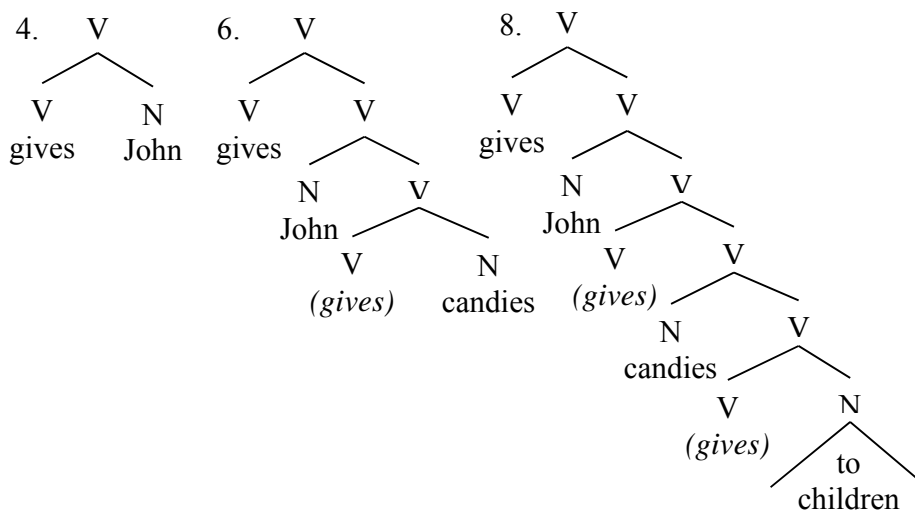 4. V 6. V 8. V
V N V V V V
gives John gives gives
N V N V
John John
V N V V
(gives) candies (gives)
N V
candies
V N
(gives) to
children